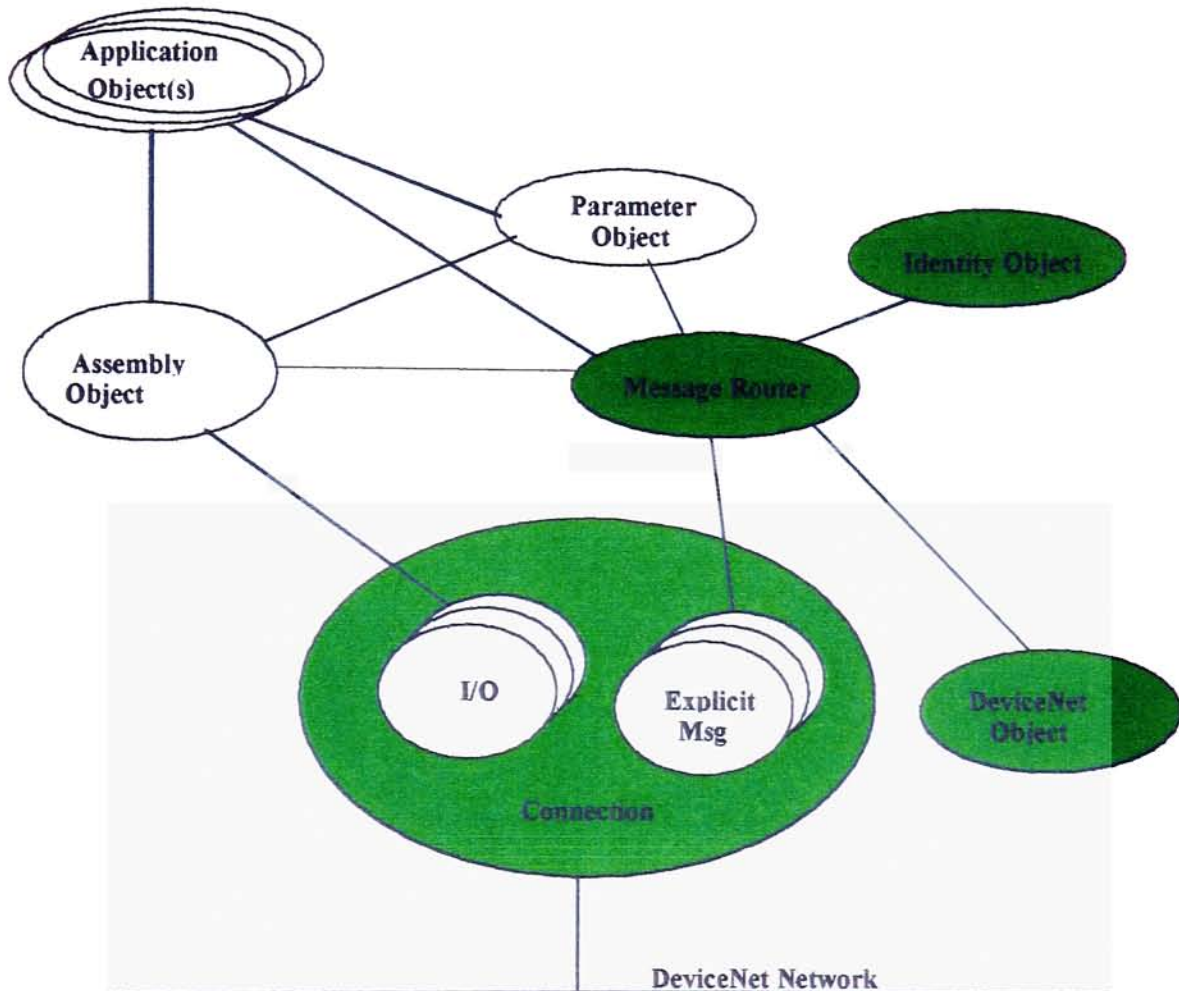 Application
Object(s)
Parameter
Object
Identity Object
Assembly
Object
Message Router
I/O
Explicit
Msg
DeviceNet
Object
Connection
DeviceNet Network